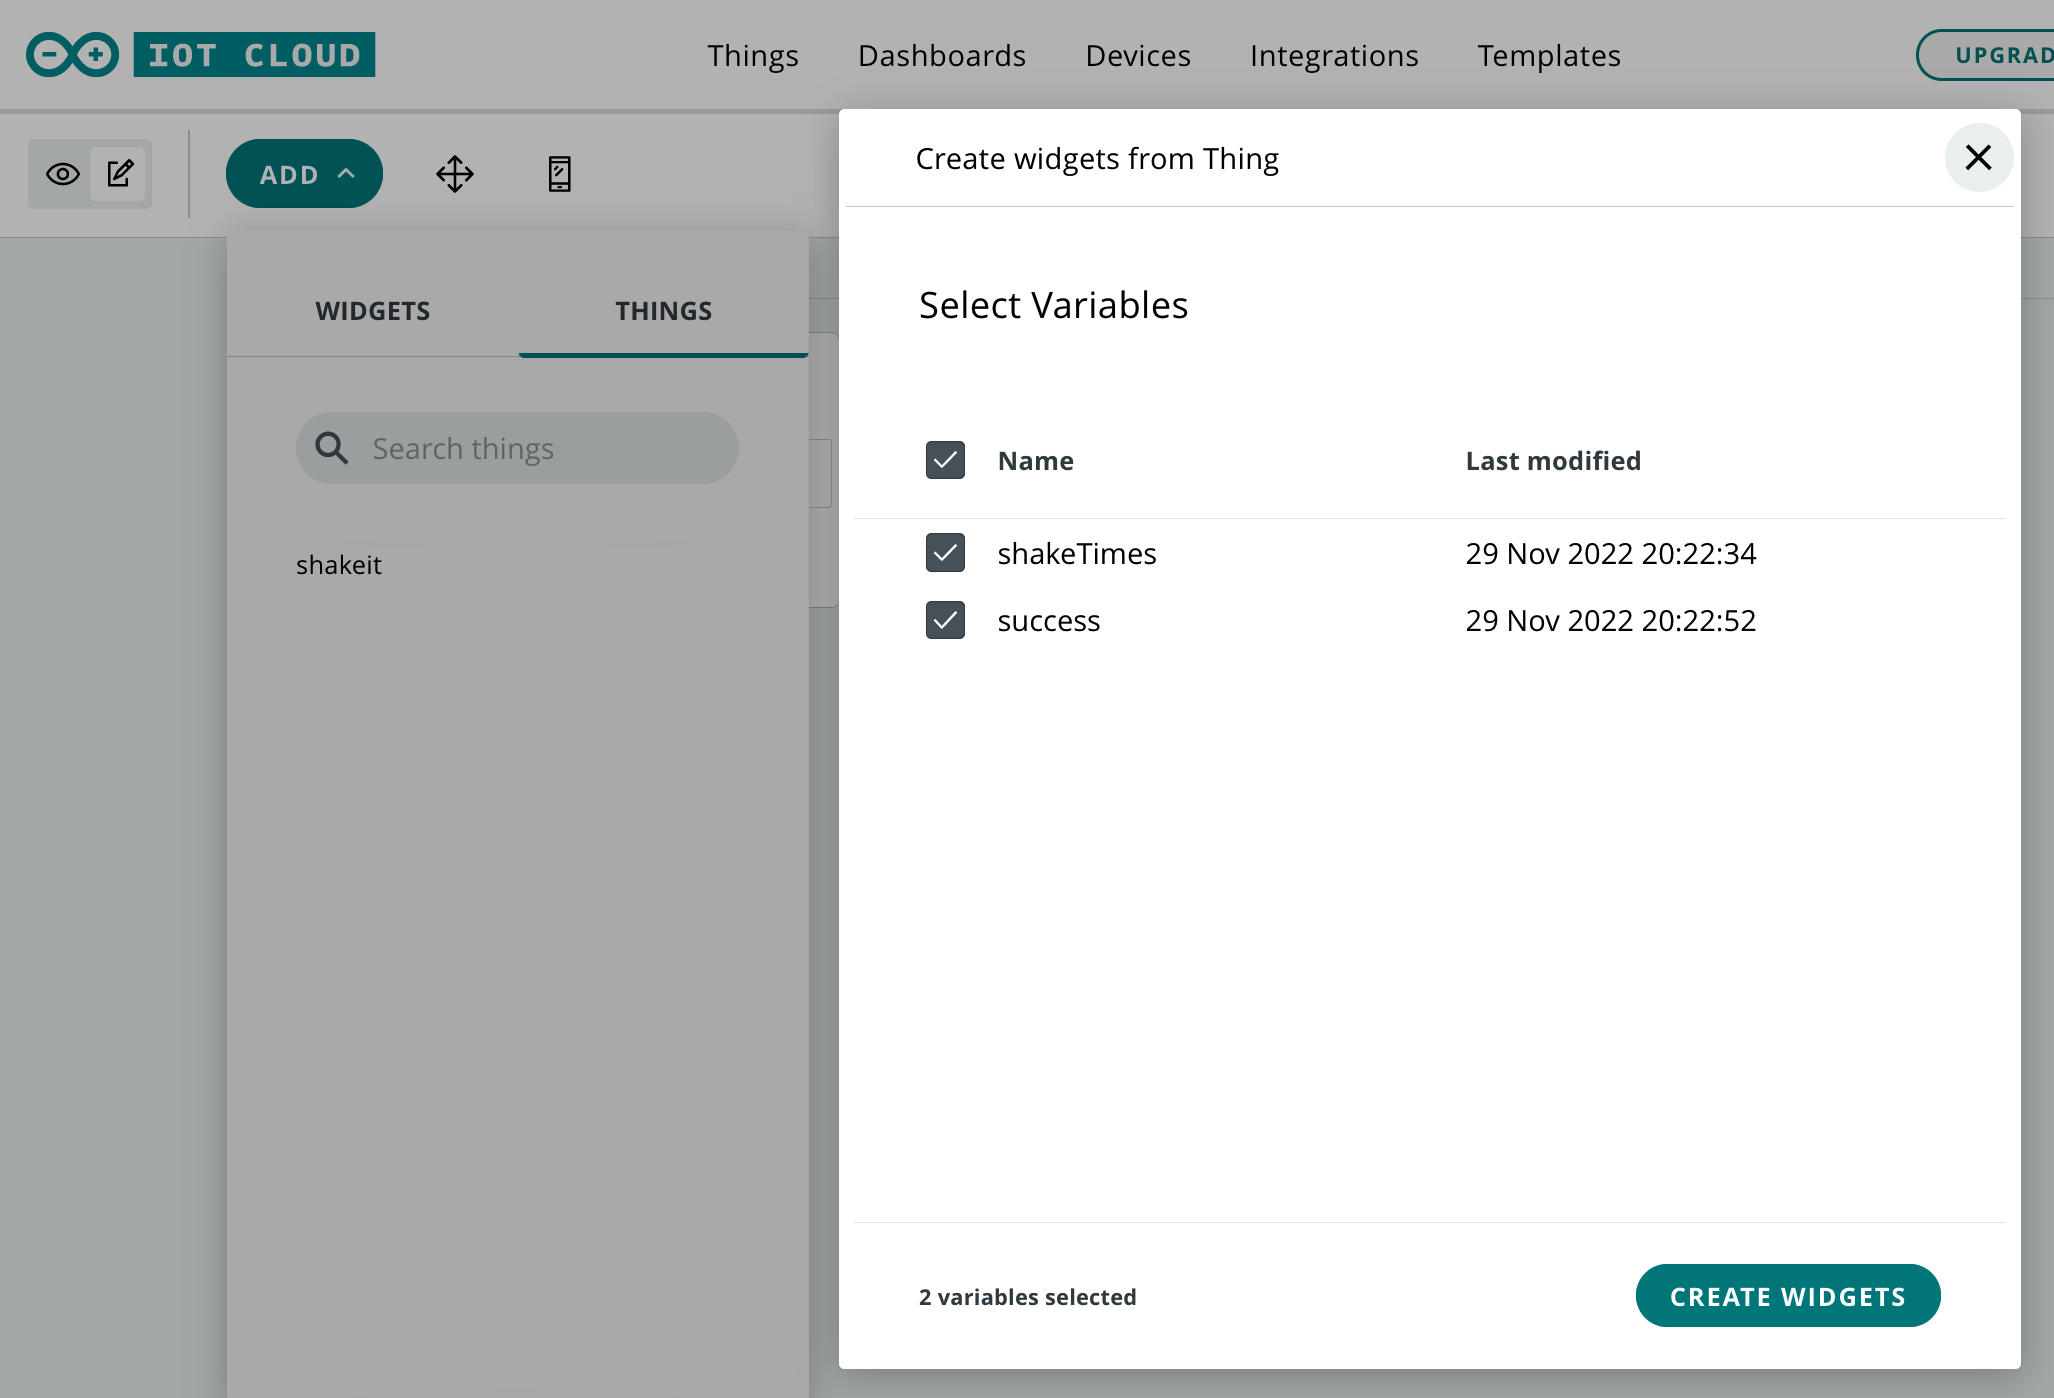 IOT CLOUD
Things Dashboards Devices Integrations Templates
UPGRAD
ADD
WIDGETS THINGS
Search things
shakeit
Create widgets from Thing
Select Variables
Name Last modified
shakeTimes 29 Nov 2022 20:22:34
success 29 Nov 2022 20:22:52
2 variables selected
CREATE WIDGETS